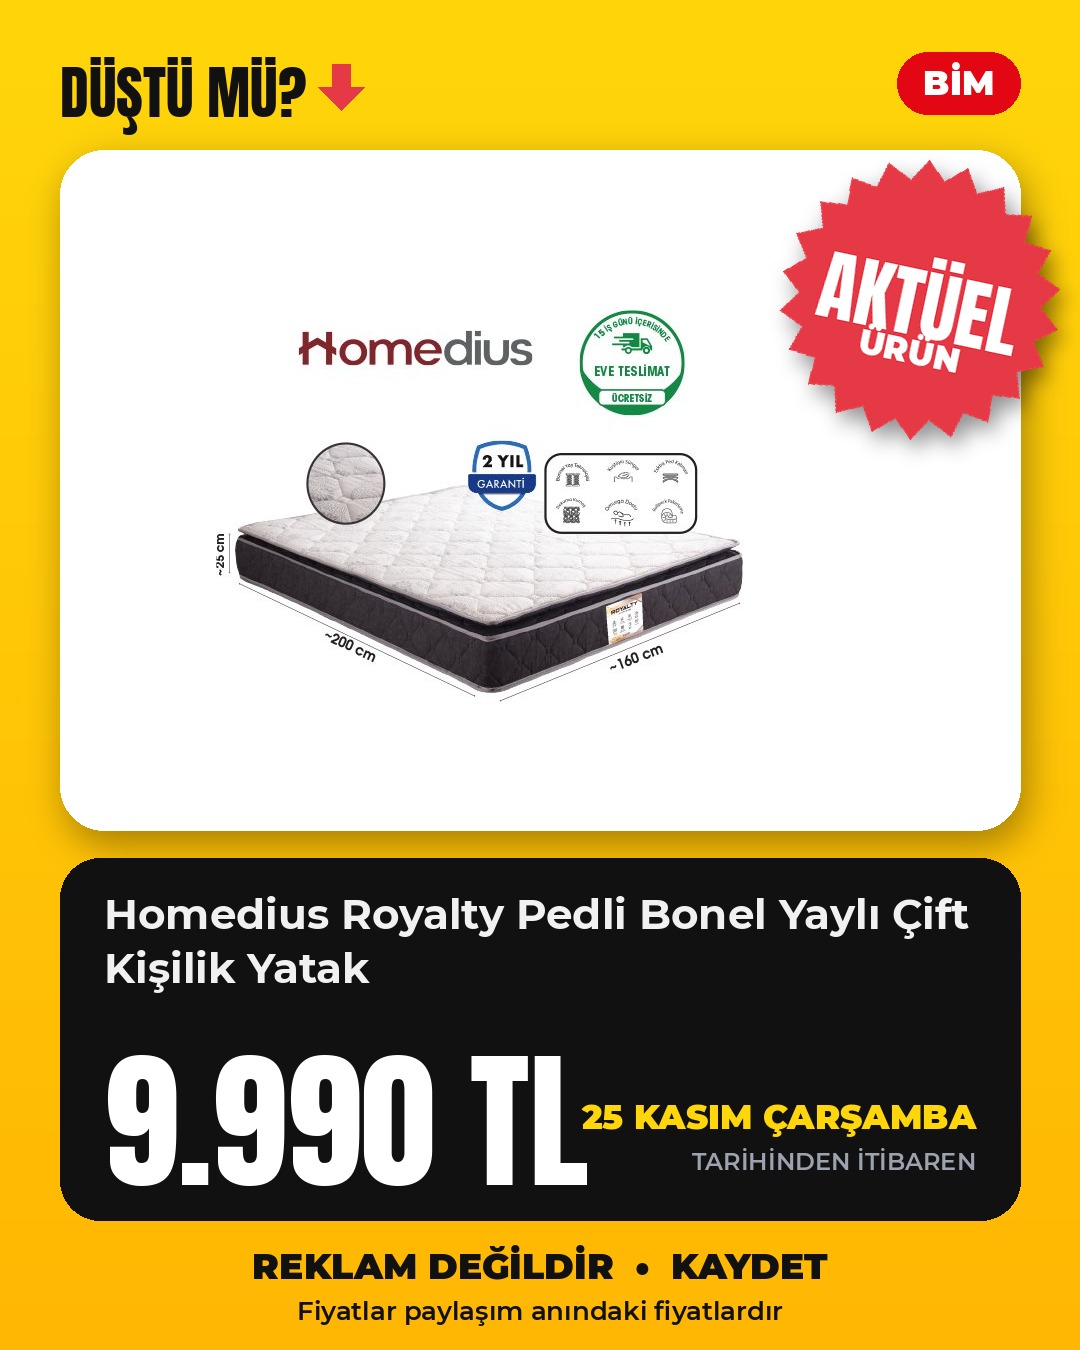 DÜŞTÜ MÜ?
BİM
AKTÜEL
ÜRÜN
Homedius
15 İŞ GÜNÜ İÇERİSİNDE
EVE TESLİMAT
ÜCRETSİZ
2 YIL
GARANTİ
~25 cm
ROYALTY
~200 cm
~160 cm
Homedius Royalty Pedli Bonel Yaylı Çift
Kişilik Yatak
9.990 TL
25 KASIM ÇARŞAMBA
TARİHİNDEN İTİBAREN
REKLAM DEĞİLDİR • KAYDET
Fiyatlar paylaşım anındaki fiyatlardır